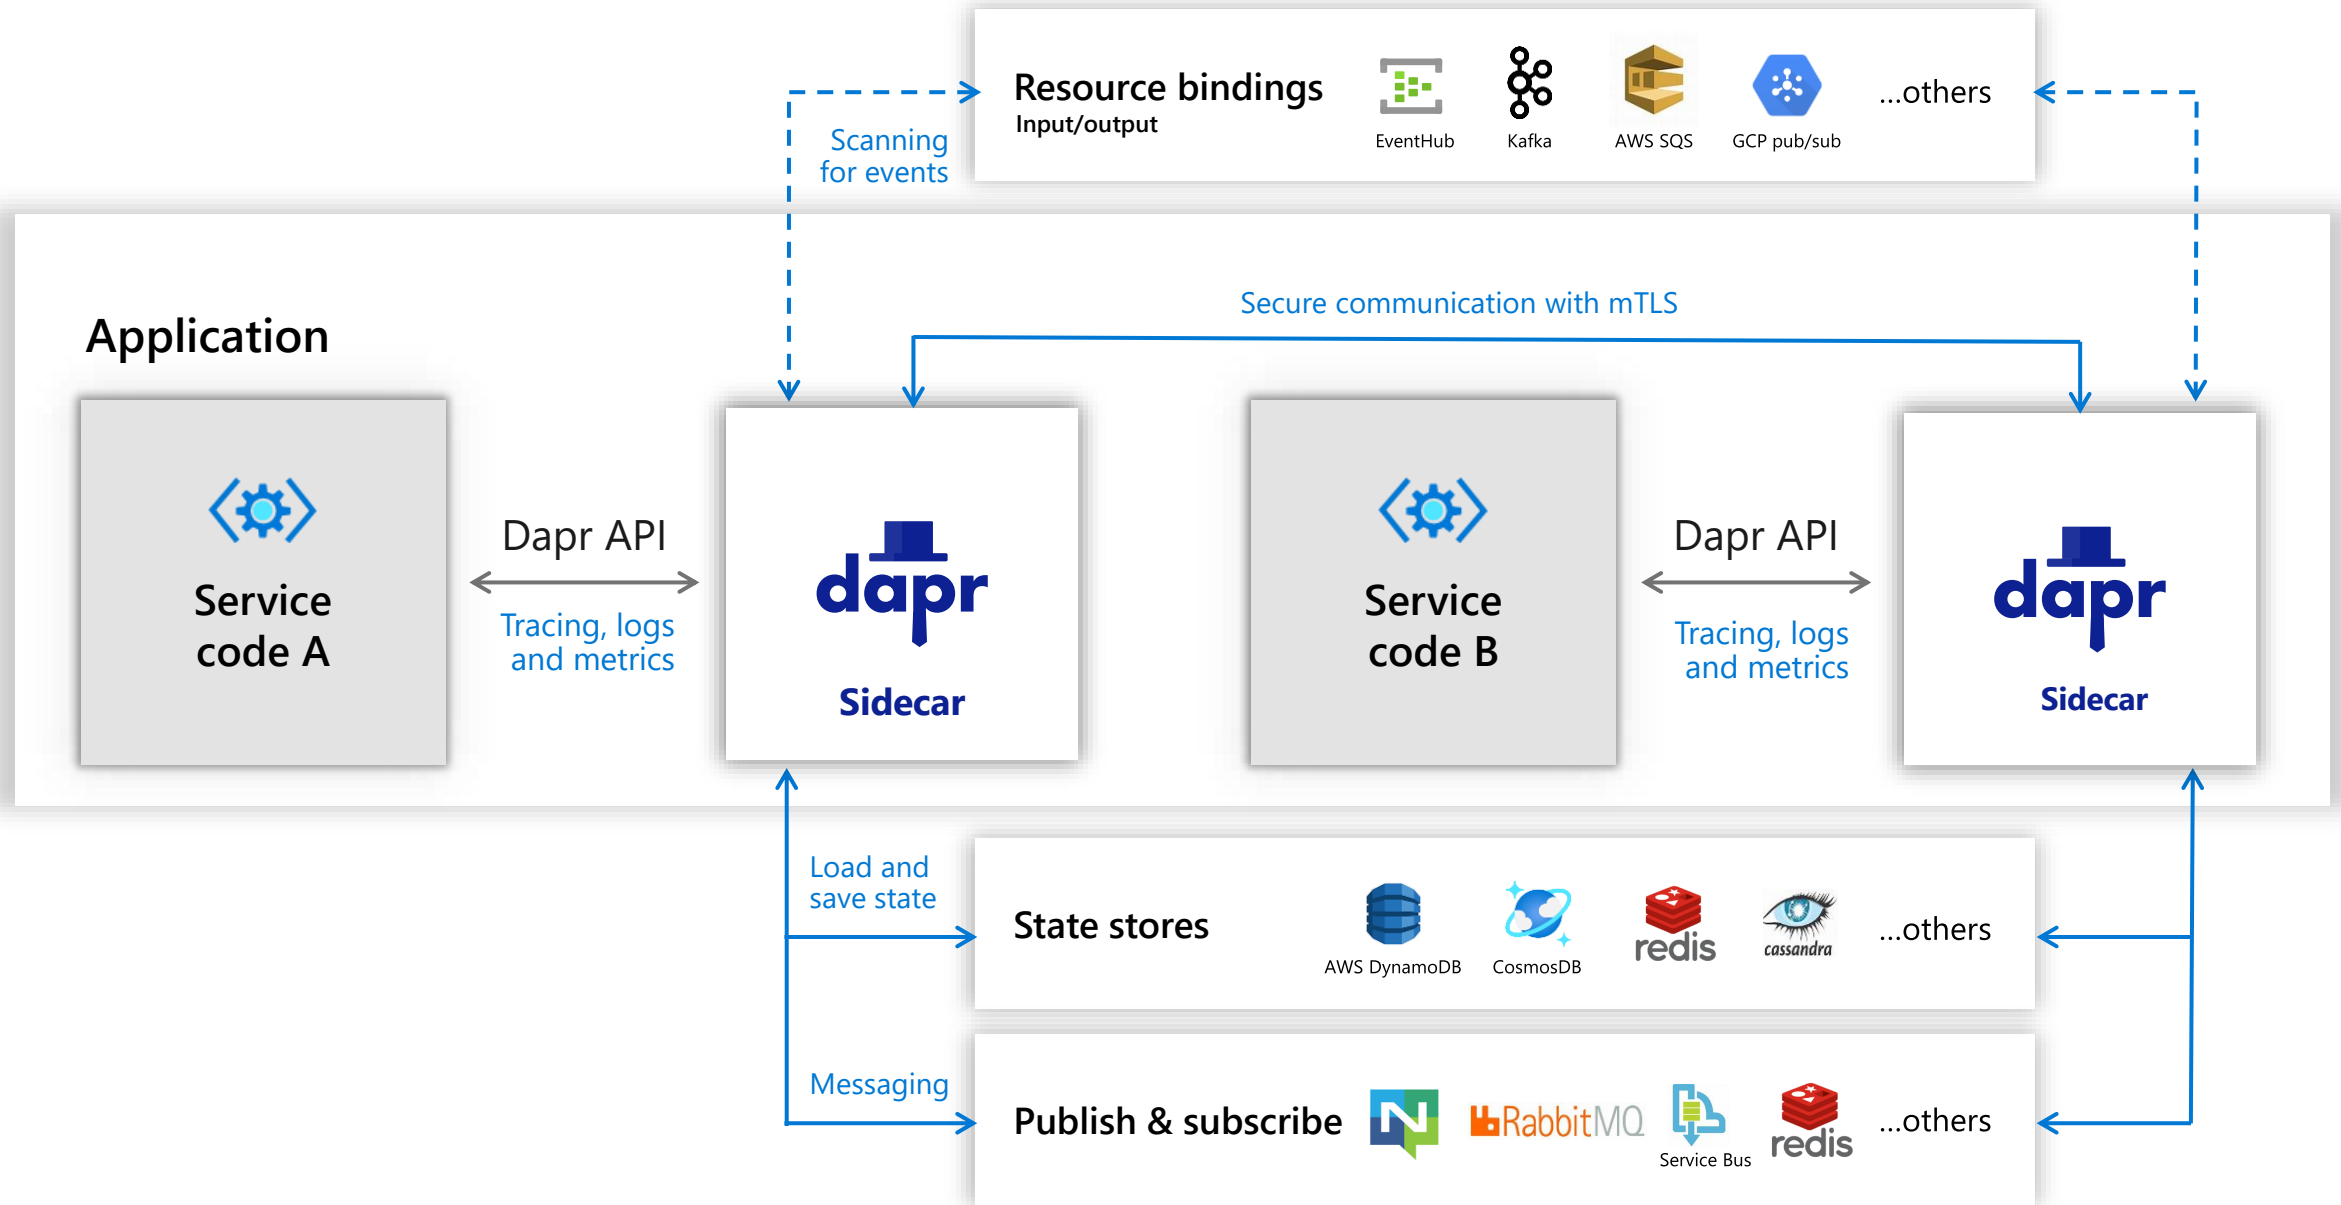 Resource bindings
Input/output
EventHub
Kafka
AWS SQS
GCP pub/sub
...others
Scanning
for events
Application
Secure communication with mTLS
Service
code A
Dapr API
Tracing, logs
and metrics
dapr
Sidecar
Service
code B
Dapr API
Tracing, logs
and metrics
dapr
Sidecar
Load and
save state
State stores
AWS DynamoDB
CosmosDB
redis
cassandra
...others
Messaging
Publish & subscribe
N
RabbitMQ
Service Bus
redis
...others